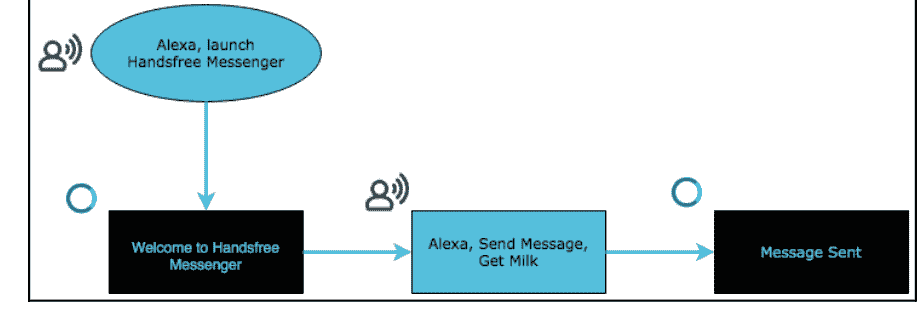 Alexa, launch
Handsfree Messenger
Welcome to Handsfree
Messenger
Alexa, Send Message,
Get Milk
Message Sent